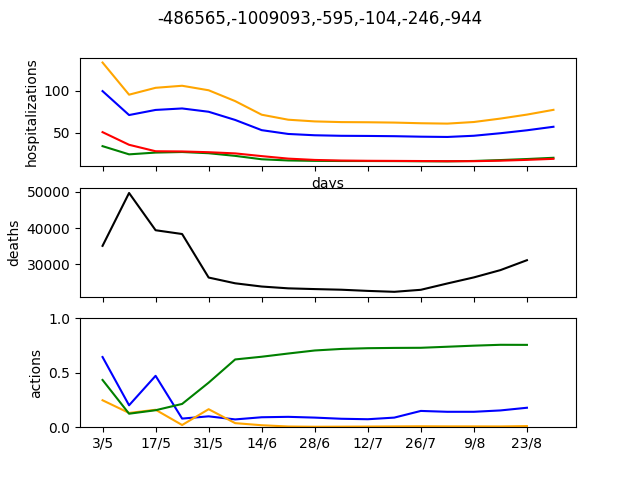 -486565,-1009093,-595,-104,-246,-944
hospitalizations
100
50
days
deaths
50000
40000
30000
actions
1.0
0.5
0.0
3/5 17/5 31/5 14/6 28/6 12/7 26/7 9/8 23/8